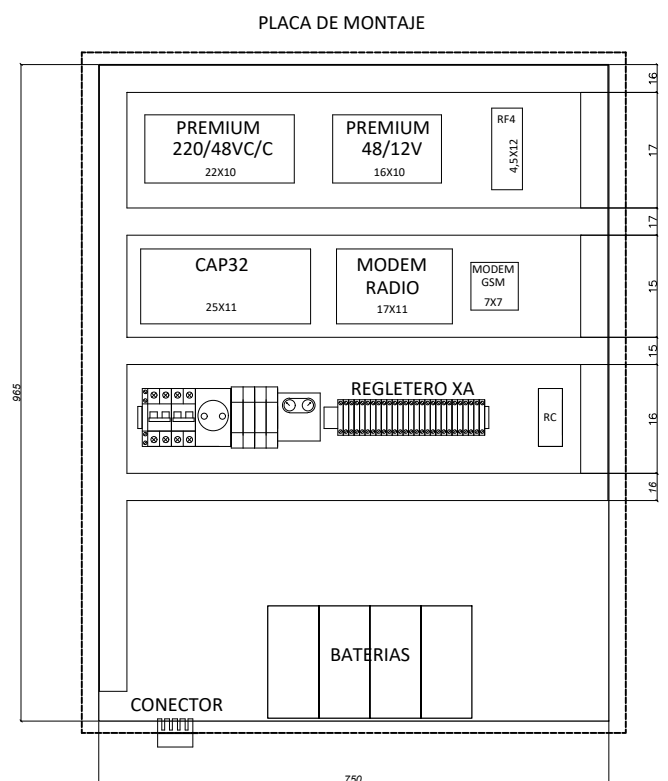 PLACA DE MONTAJE
16
PREMIUM
220/48VC/C
22X10
PREMIUM
48/12V
16X10
RF4
4,5X12
17
17
CAP32
25X11
MODEM
RADIO
17X11
MODEM
GSM
7X7
15
15
965
REGLETERO XA
RC
16
16
BATERIAS
CONECTOR
750